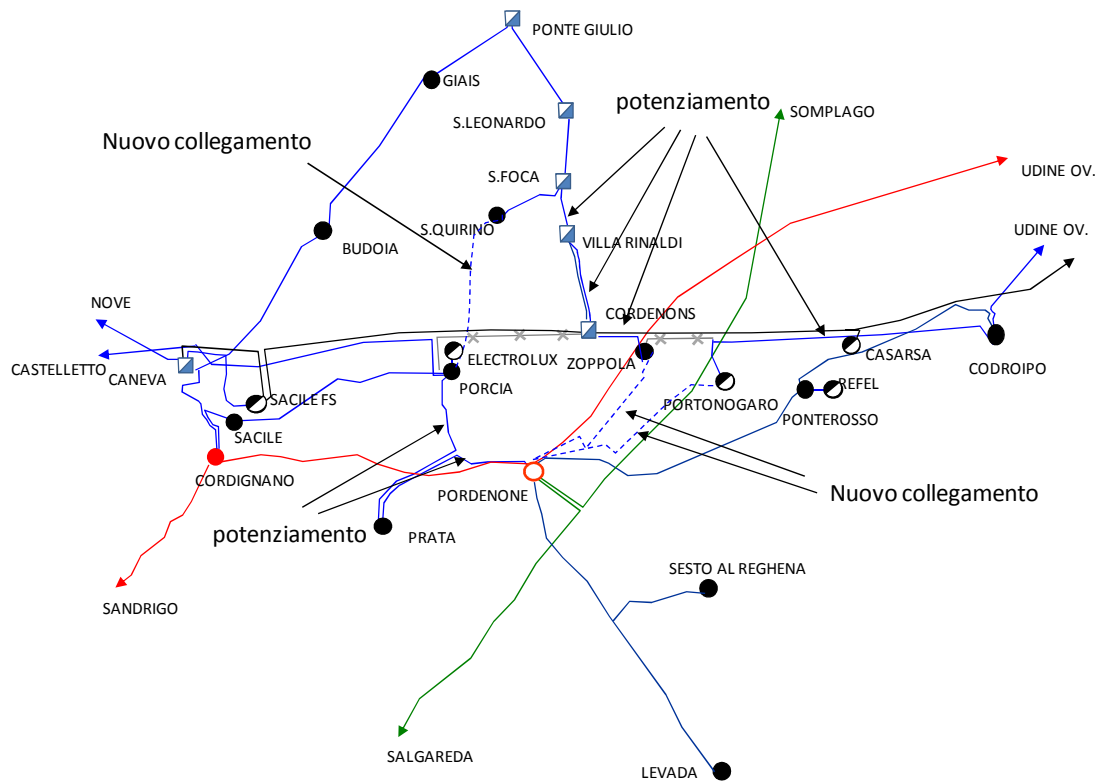 PONTE GIULIO
GIAIS
potenziamento
SOMPLAGO
S.LEONARDO
Nuovo collegamento
UDINE OV.
S.FOCA
S.QUIRINO
UDINE OV.
BUDOIA
VILLA RINALDI
NOVE
CORDENONS
CASTELLETTO
CANEVA
ELECTROLUX
ZOPPOLA
CASARSA
CODROIPO
PORCIA
SACILE FS
PORTONOGARO
REFEL
PONTEROSSO
SACILE
CORDIGNANO
PORDENONE
Nuovo collegamento
potenziamento
PRATA
SESTO AL REGHENA
SANDRIGO
SALGAREDA
LEVADA